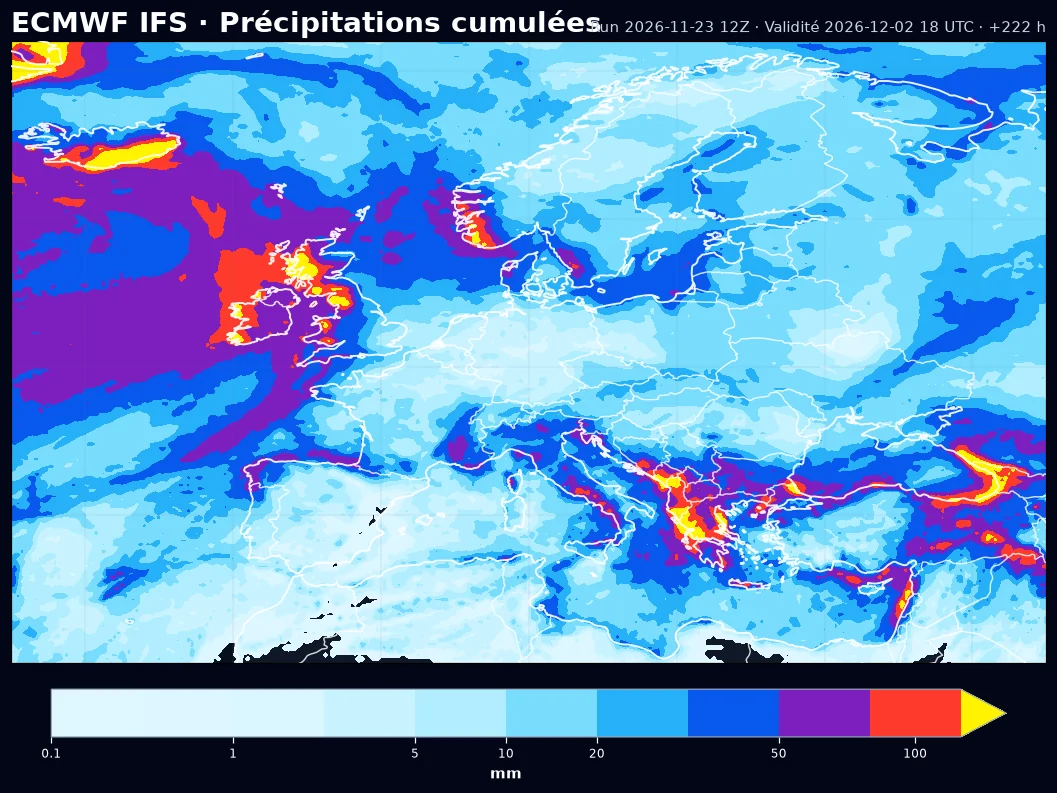 ECMWF IFS · Précipitations cumulées
Run 2026-11-23 12Z · Validité 2026-12-02 18 UTC · +222 h
0.1 1 5 10 20 50 100
mm